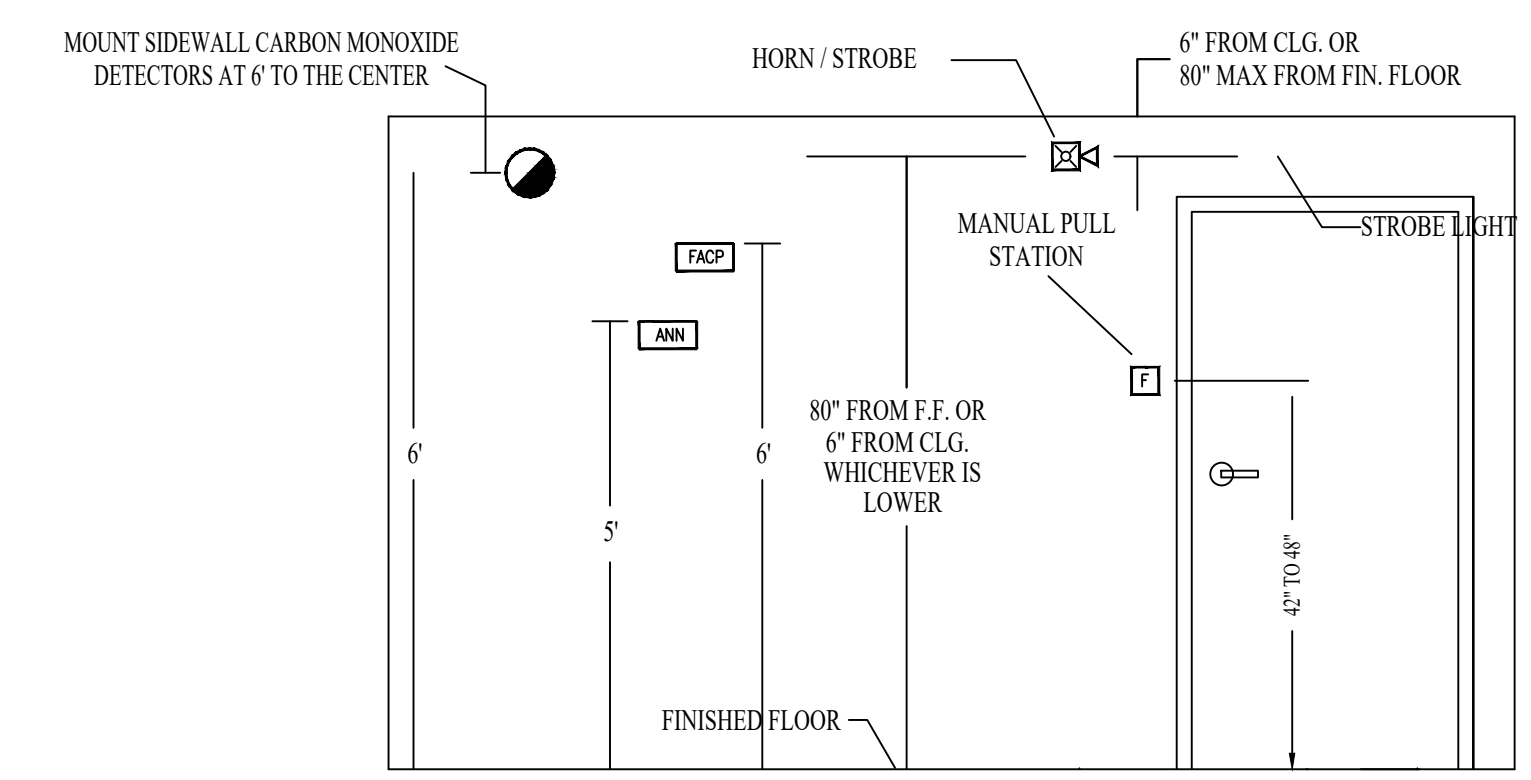 MOUNT SIDEWALL CARBON MONOXIDE
DETECTORS AT 6' TO THE CENTER
HORN / STROBE
6" FROM CLG. OR
80" MAX FROM FIN. FLOOR
MANUAL PULL
STATION
STROBE LIGHT
FACP
ANN
F
80" FROM F.F. OR
6" FROM CLG.
WHICHEVER IS
LOWER
6'
5'
6'
42" TO 48"
FINISHED FLOOR